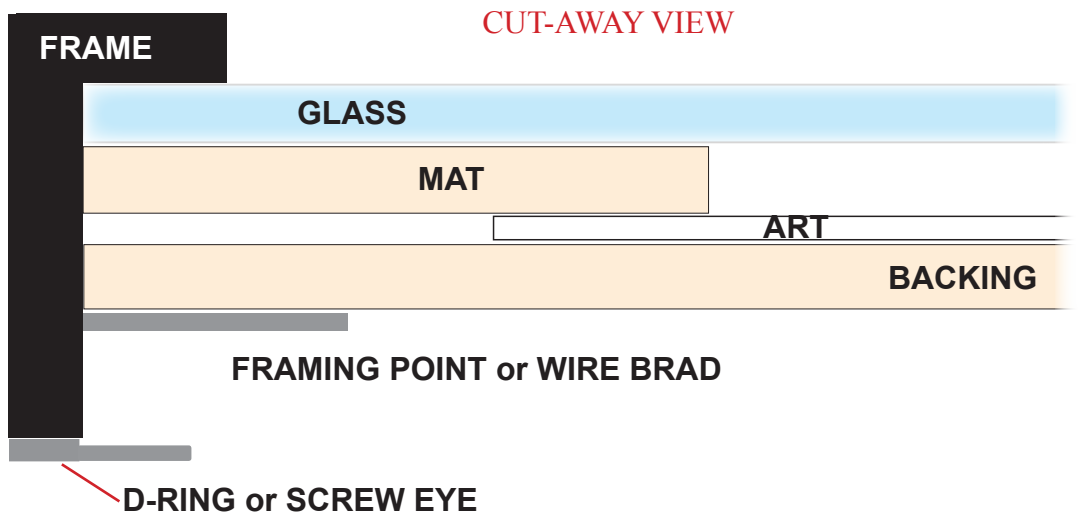 CUT-AWAY VIEW
FRAME
GLASS
MAT
ART
BACKING
FRAMING POINT or WIRE BRAD
D-RING or SCREW EYE